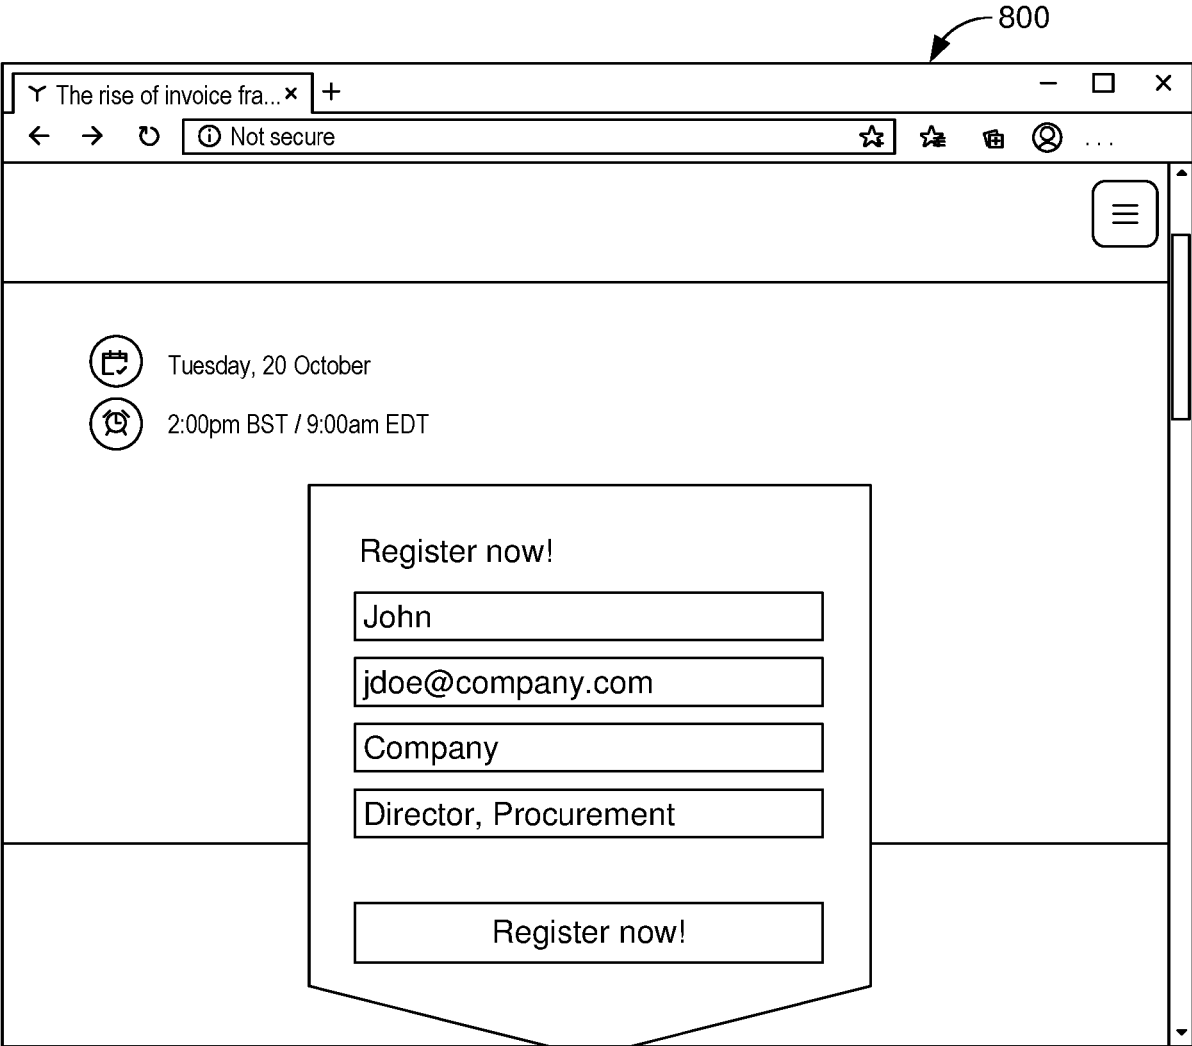 800
The rise of invoice fra...
Not secure
...
Tuesday, 20 October
2:00pm BST / 9:00am EDT
Register now!
John
jdoe@company.com
Company
Director, Procurement
Register now!